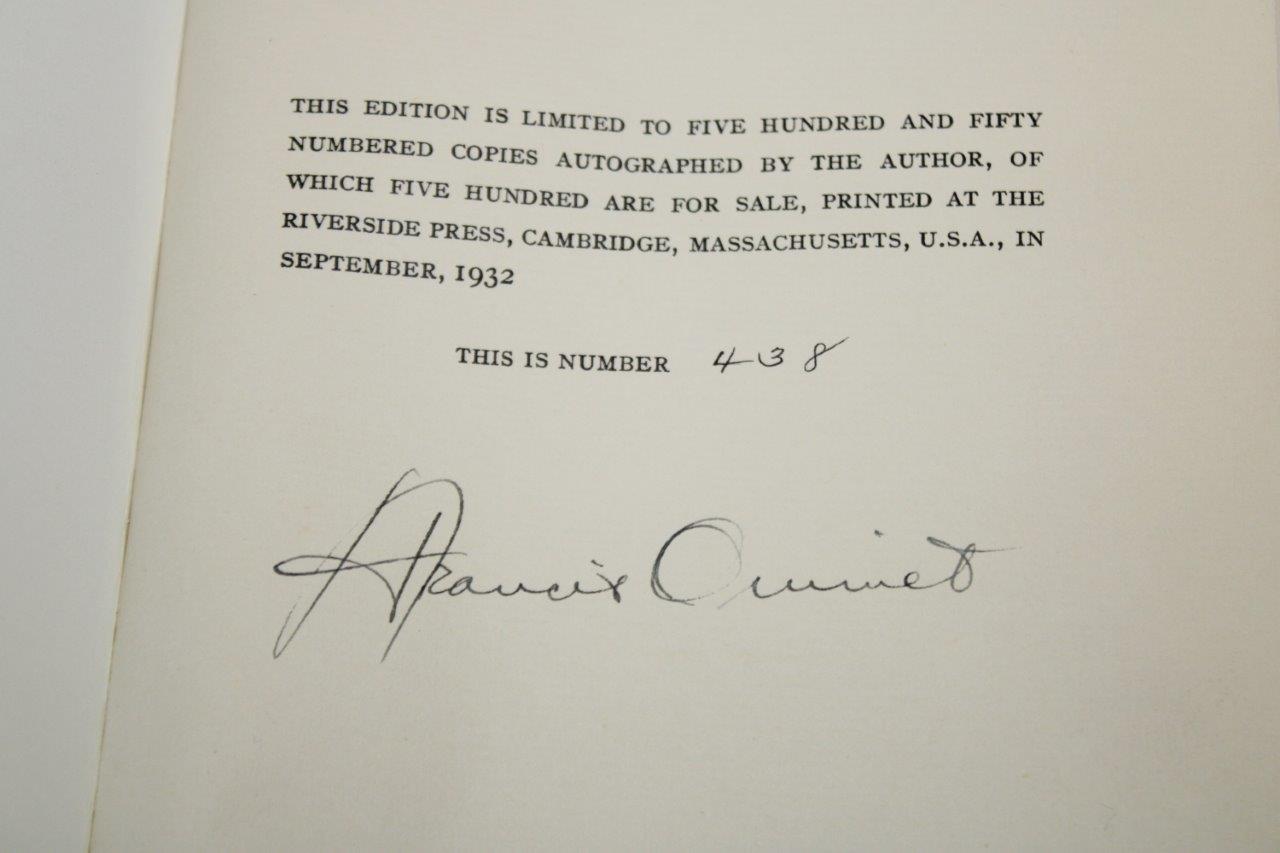 THIS EDITION IS LIMITED TO FIVE HUNDRED AND FIFTY
NUMBERED COPIES AUTOGRAPHED BY THE AUTHOR, OF
WHICH FIVE HUNDRED ARE FOR SALE, PRINTED AT THE
RIVERSIDE PRESS, CAMBRIDGE, MASSACHUSETTS, U.S.A., IN
SEPTEMBER, 1932
THIS IS NUMBER 438
Francis Ouimet